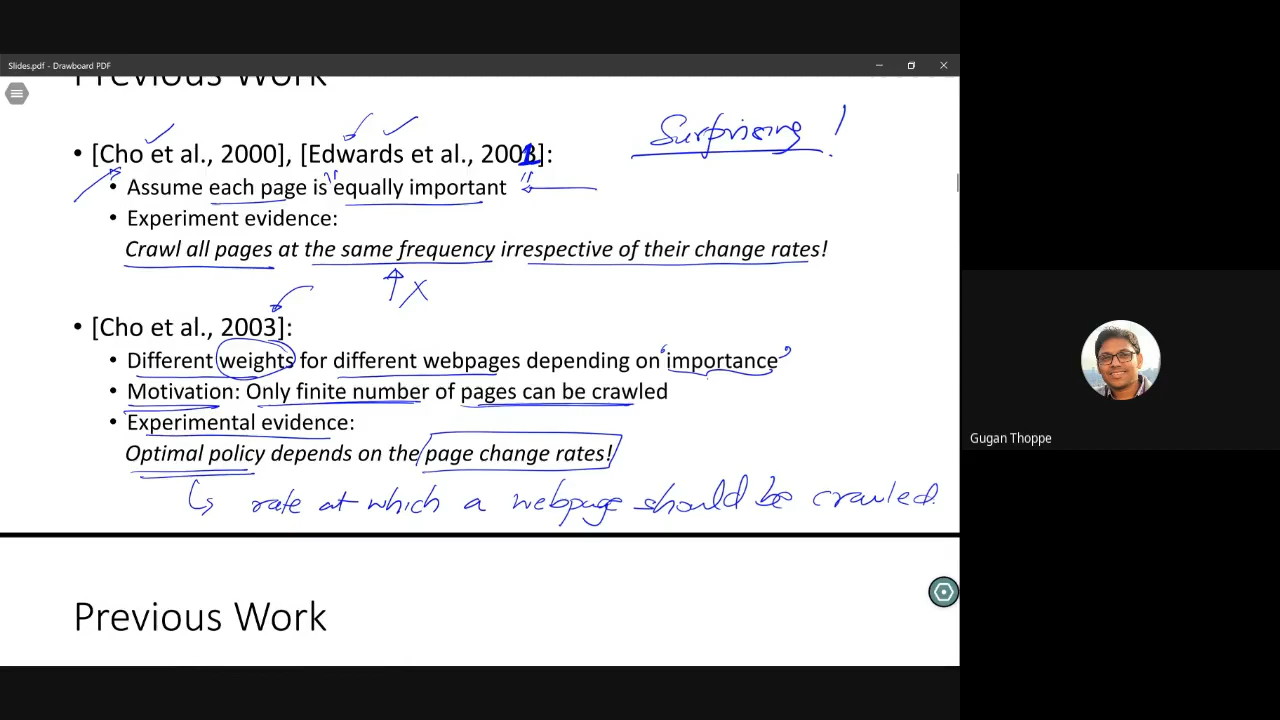 Slides.pdf - Drawboard PDF
Previous Work
Surprising !
• [Cho et al., 2000], [Edwards et al., 2001]:
• Assume each page is "equally important"
• Experiment evidence:
Crawl all pages at the same frequency irrespective of their change rates!
X
• [Cho et al., 2003]:
• Different weights for different webpages depending on 'importance'
• Motivation: Only finite number of pages can be crawled
• Experimental evidence:
Optimal policy depends on the page change rates!
↳ rate at which a webpage should be crawled.
Gugan Thoppe
Previous Work